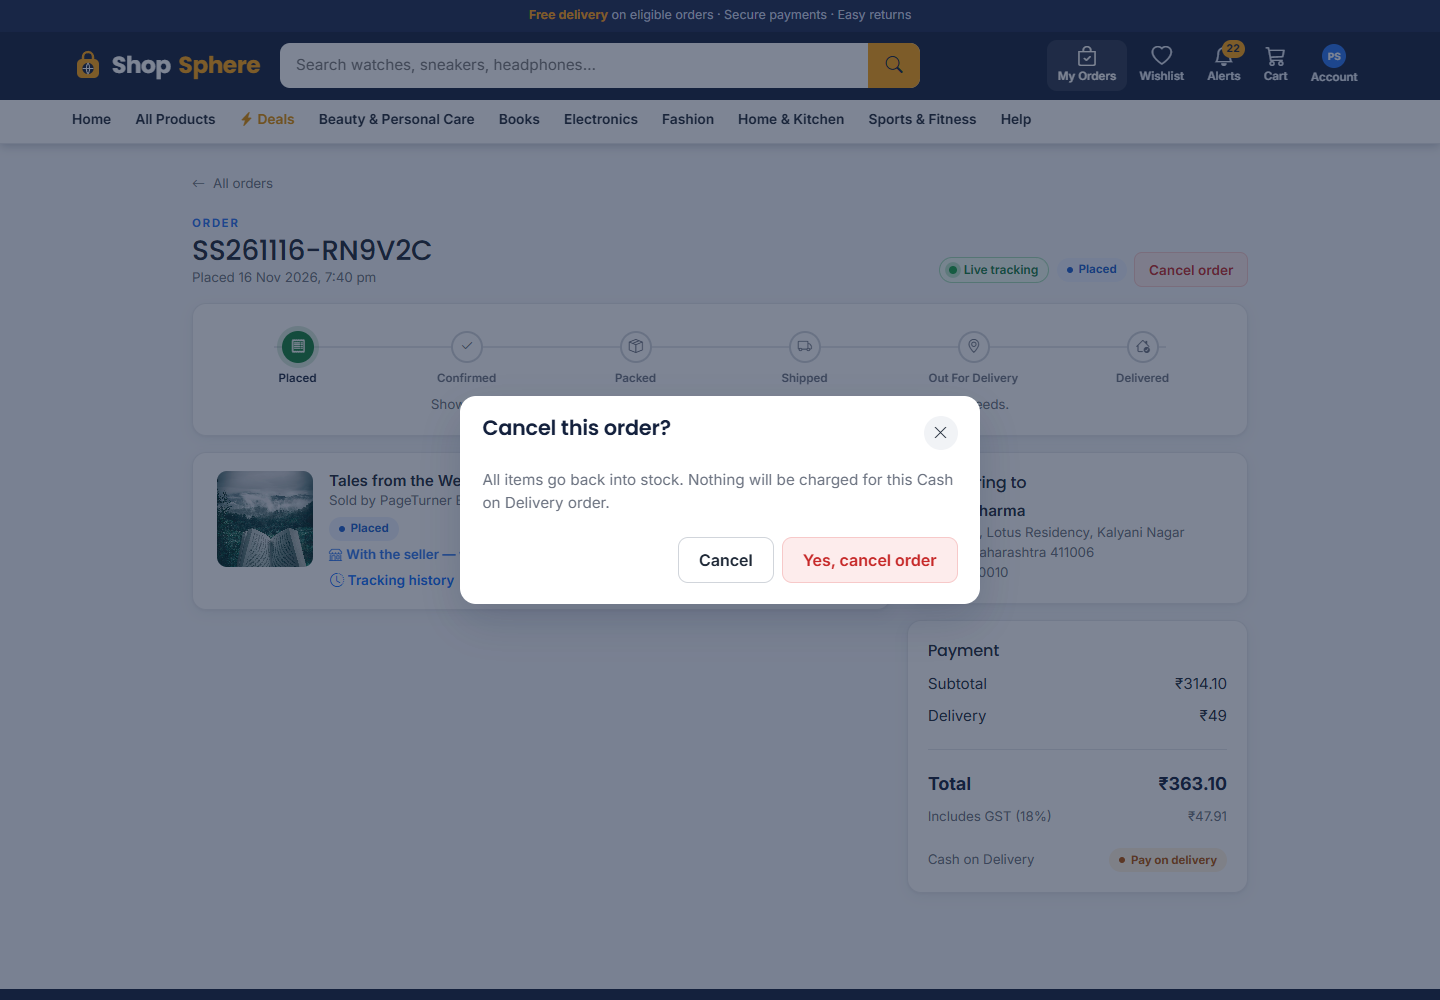 Free delivery on eligible orders · Secure payments · Easy returns
Shop Sphere
Search watches, sneakers, headphones...
My Orders
Wishlist
22
Alerts
Cart
PS
Account
Home
All Products
Deals
Beauty & Personal Care
Books
Electronics
Fashion
Home & Kitchen
Sports & Fitness
Help
← All orders
ORDER
SS261116-RN9V2C
Placed 16 Nov 2026, 7:40 pm
Live tracking
Placed
Cancel order
Placed
Confirmed
Packed
Shipped
Out For Delivery
Delivered
Cancel this order?
All items go back into stock. Nothing will be charged for this Cash
on Delivery order.
Cancel
Yes, cancel order
Tales from the
Sold by PageTurner
Placed
With the seller —
Tracking history
to
, Lotus Residency, Kalyani Nagar
411006
Payment
Subtotal ₹314.10
Delivery ₹49
Total ₹363.10
Includes GST (18%) ₹47.91
Cash on Delivery
Pay on delivery